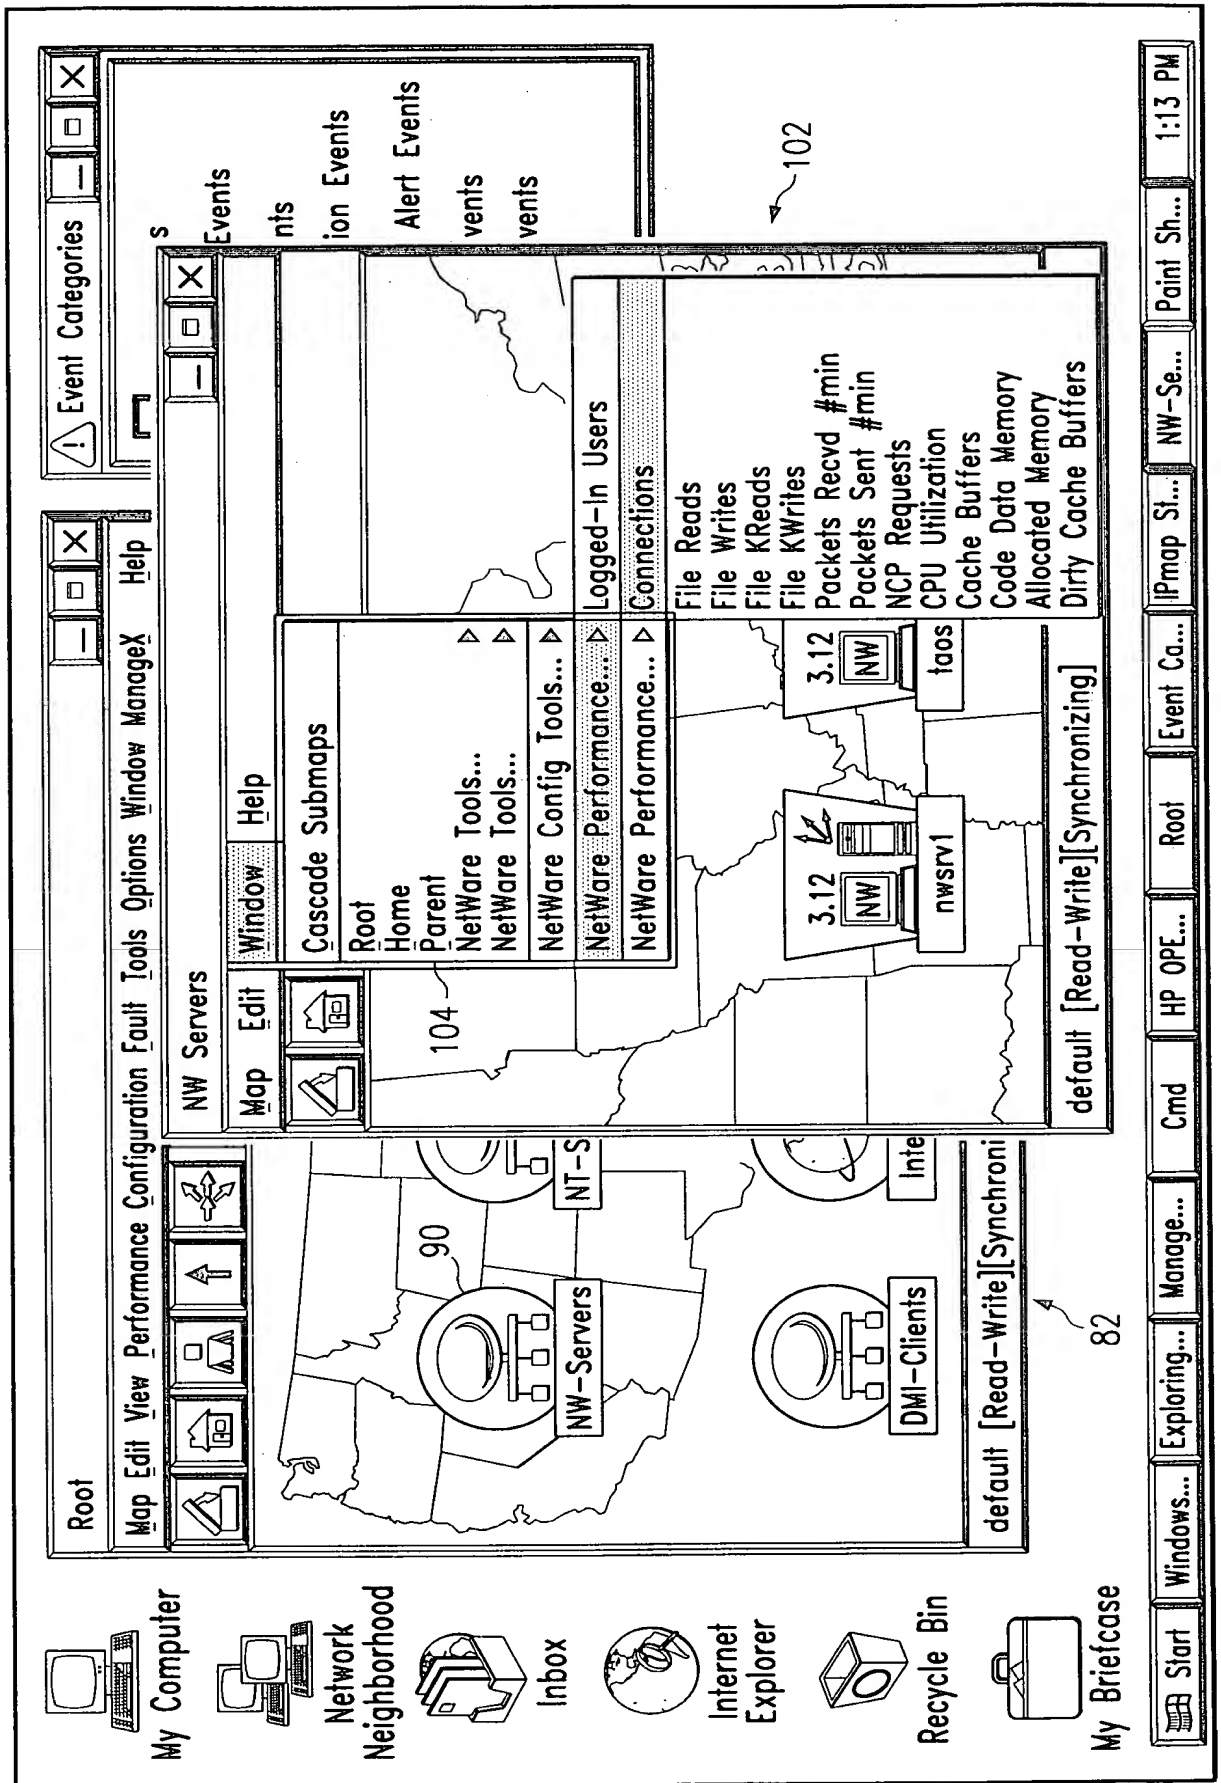 My Computer
Network
Neighborhood
Inbox
Internet
Explorer
Recycle Bin
My Briefcase
Root
Map Edit View Performance Configuration Fault Tools Options Window ManageX Help
90
NW-Servers
NT-S
DMI-Clients
Inte
default [Read-Write][Synchroni
82
Event Categories
s
Events
nts
ion Events
Alert Events
vents
vents
NW Servers
Map Edit Window Help
Cascade Submaps
Root
Home
Parent
NetWare Tools...
NetWare Tools...
NetWare Config Tools...
NetWare Performance...
NetWare Performance...
104
Logged-In Users
Connections
File Reads
File Writes
File KReads
File KWrites
Packets Recvd #min
Packets Sent #min
NCP Requests
CPU Utilization
Cache Buffers
Code Data Memory
Allocated Memory
Dirty Cache Buffers
3.12
NW
nwsrv1
3.12
NW
taos
default [Read-Write][Synchronizing]
102
Start Windows... Exploring... Manage... Cmd HP OPE... Root Event Ca... IPmap St... NW-Se... Paint Sh... 1:13 PM